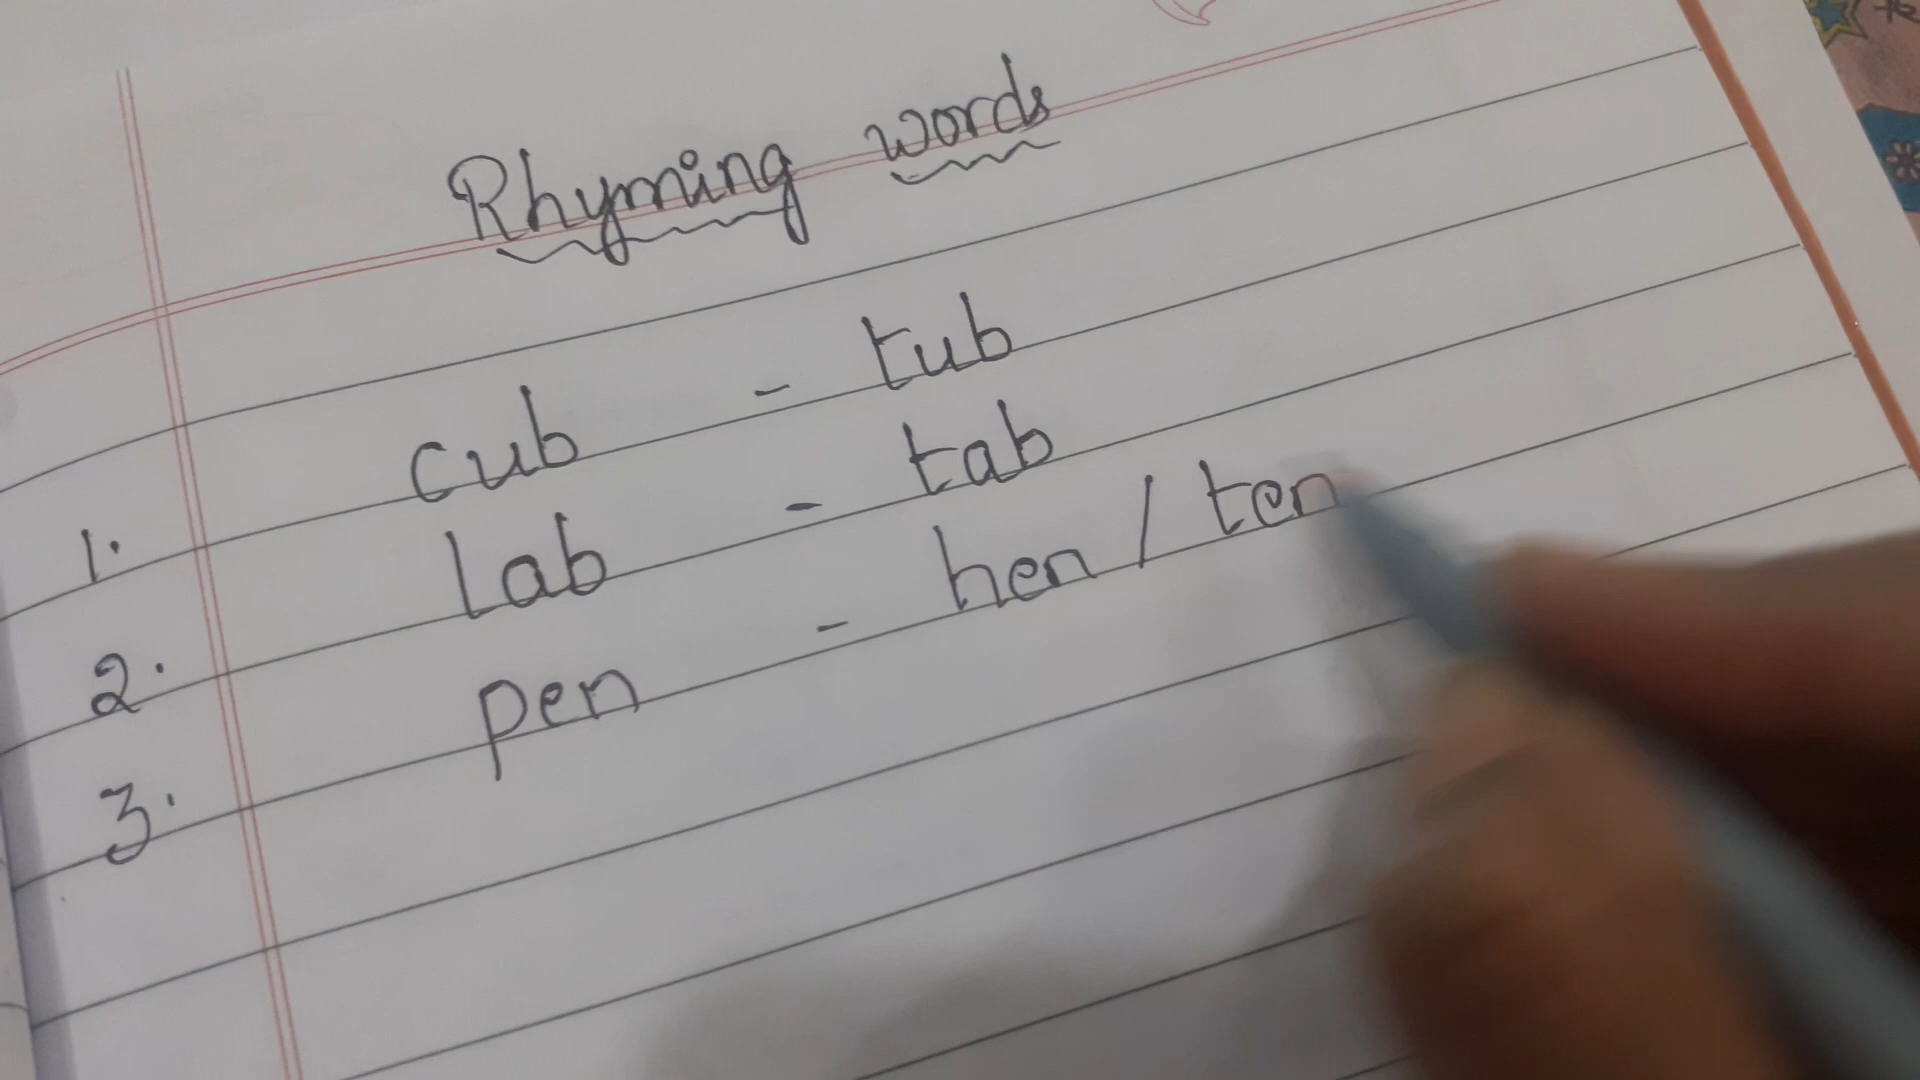 Rhyming words
1. cub - tub
2. lab - tab
3. pen - hen / ten